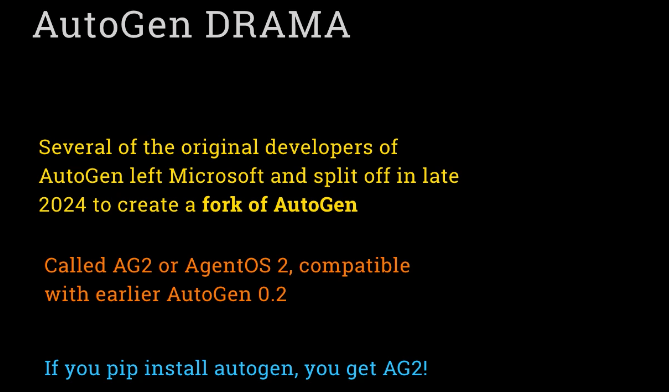 AutoGen DRAMA
Several of the original developers of
AutoGen left Microsoft and split off in late
2024 to create a fork of AutoGen
Called AG2 or AgentOS 2, compatible
with earlier AutoGen 0.2
If you pip install autogen, you get AG2!